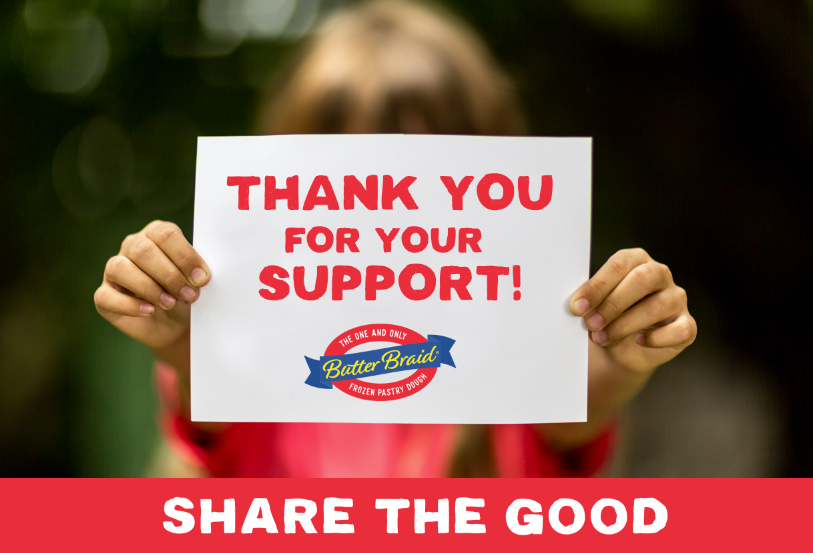 THANK YOU
FOR YOUR
SUPPORT!
THE ONE AND ONLY
Butter Braid®
FROZEN PASTRY DOUGH
SHARE THE GOOD